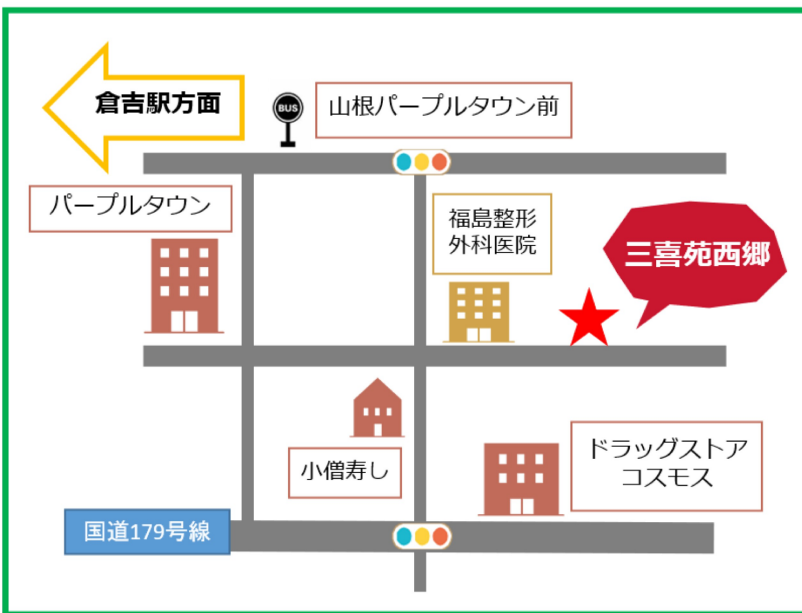 倉吉駅方面
BUS
山根パープルタウン前
パープルタウン
福島整形
外科医院
三喜苑西郷
小僧寿し
ドラッグストア
コスモス
国道179号線